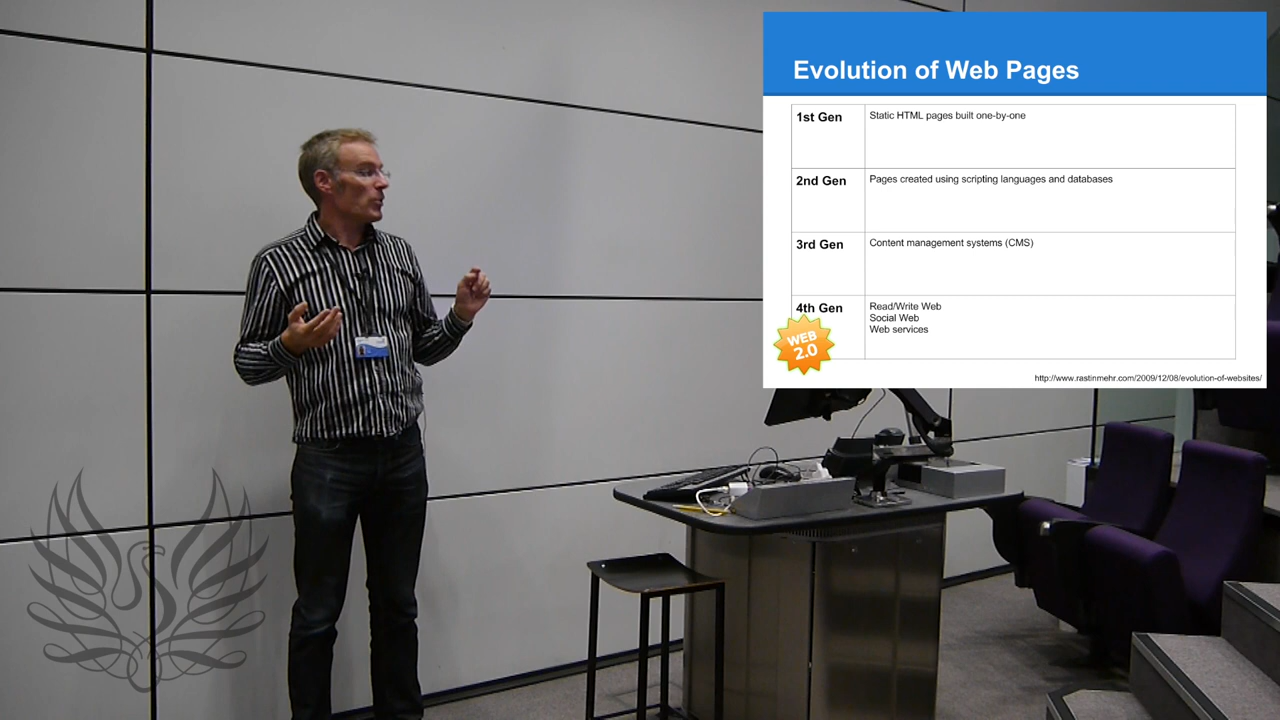 Evolution of Web Pages
1st Gen
Static HTML pages built one-by-one
2nd Gen
Pages created using scripting languages and databases
3rd Gen
Content management systems (CMS)
4th Gen
Read/Write Web
Social Web
Web services
WEB
2.0
http://www.rastinmehr.com/2009/12/08/evolution-of-websites/